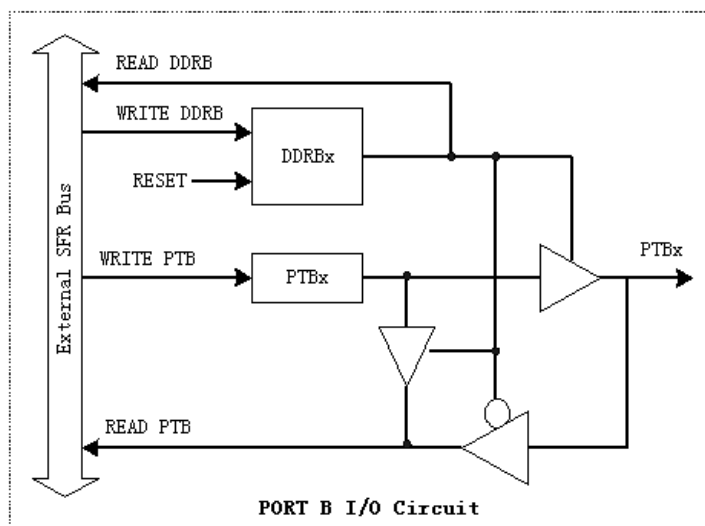 READ DDRB
WRITE DDRB
DDRBx
RESET
External SFR Bus
PTBx
WRITE PTB
PTBx
READ PTB
PORT B I/O Circuit